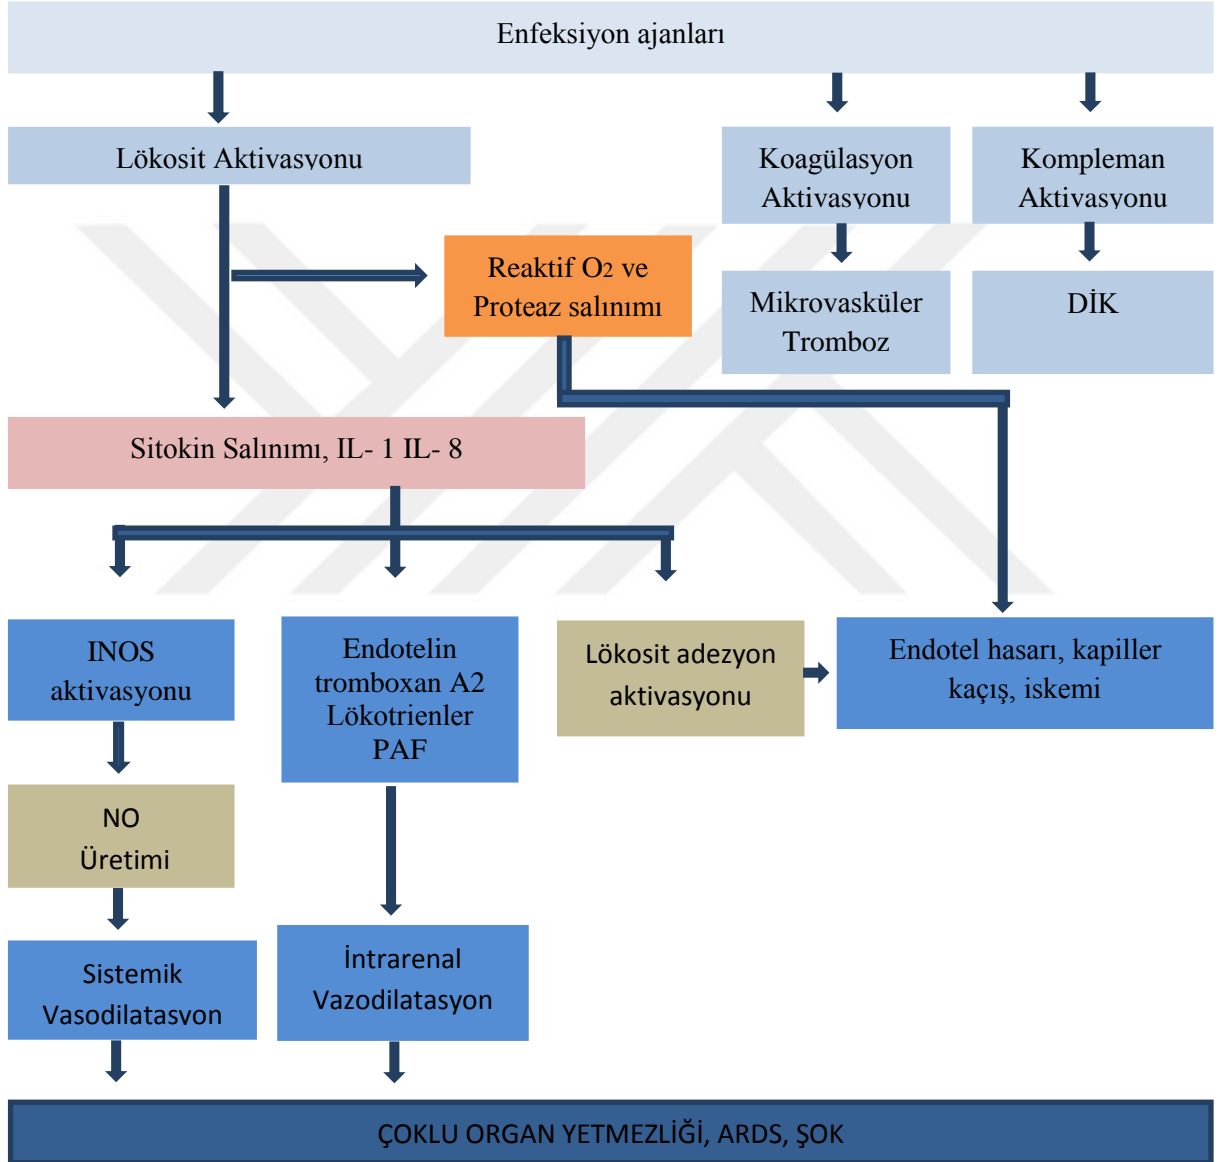 Enfeksiyon ajanları
Lökosit Aktivasyonu
Koagülasyon
Aktivasyonu
Kompleman
Aktivasyonu
Reaktif O2 ve
Proteaz salınımı
Mikrovasküler
Tromboz
DİK
Sitokin Salınımı, IL- 1 IL- 8
INOS
aktivasyonu
Endotelin
tromboxan A2
Lökotrienler
PAF
Lökosit adezyon
aktivasyonu
Endotel hasarı, kapiller
kaçış, iskemi
NO
Üretimi
Sistemik
Vasodilatasyon
İntrarenal
Vazodilatasyon
ÇOKLU ORGAN YETMEZLİĞİ, ARDS, ŞOK